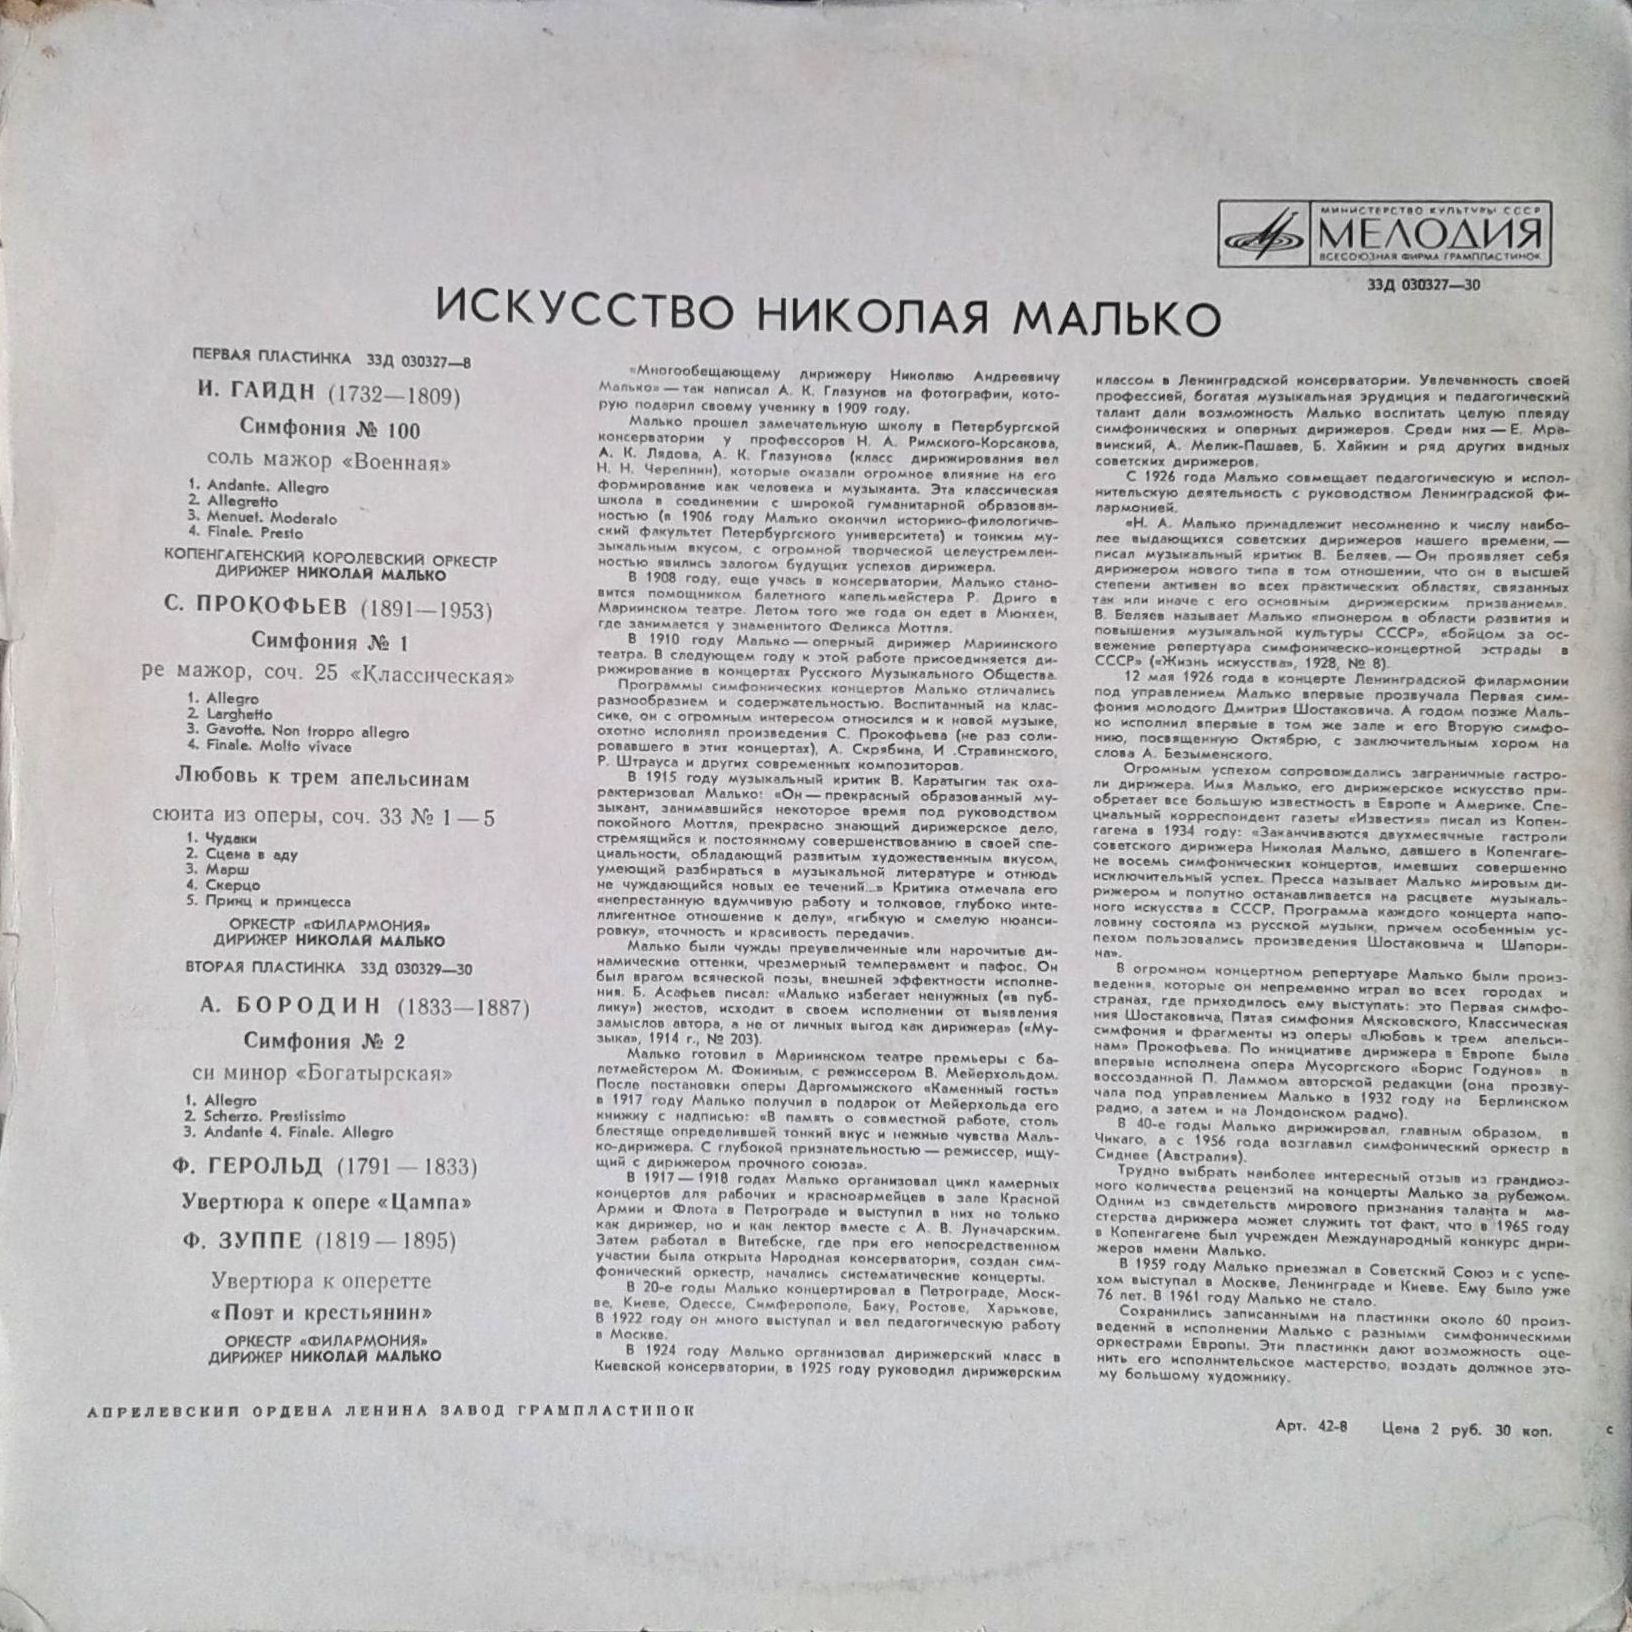 МИНИСТЕРСТВО КУЛЬТУРЫ СССР
МЕЛОДИЯ
ВСЕСОЮЗНАЯ ФИРМА ГРАМПЛАСТИНОК
33Д 030327—30
ИСКУССТВО НИКОЛАЯ МАЛЬКО
ПЕРВАЯ ПЛАСТИНКА 33Д 030327—8
И. ГАЙДН (1732—1809)
Симфония № 100
соль мажор «Военная»
1. Andante. Allegro
2. Allegretto
3. Menuet. Moderato
4. Finale. Presto
КОПЕНГАГЕНСКИЙ КОРОЛЕВСКИЙ ОРКЕСТР
ДИРИЖЕР НИКОЛАЙ МАЛЬКО
С. ПРОКОФЬЕВ (1891—1953)
Симфония № 1
ре мажор, соч. 25 «Классическая»
1. Allegro
2. Larghetto
3. Gavotte. Non troppo allegro
4. Finale. Molto vivace
Любовь к трем апельсинам
сюита из оперы, соч. 33 № 1—5
1. Чудаки
2. Сцена в аду
3. Марш
4. Скерцо
5. Принц и принцесса
ОРКЕСТР «ФИЛАРМОНИЯ»
ДИРИЖЕР НИКОЛАЙ МАЛЬКО
ВТОРАЯ ПЛАСТИНКА 33Д 030329—30
А. БОРОДИН (1833—1887)
Симфония № 2
си минор «Богатырская»
1. Allegro
2. Scherzo. Prestissimo
3. Andante 4. Finale. Allegro
Ф. ГЕРОЛЬД (1791—1833)
Увертюра к опере «Цампа»
Ф. ЗУППЕ (1819—1895)
Увертюра к оперетте
«Поэт и крестьянин»
ОРКЕСТР «ФИЛАРМОНИЯ»
ДИРИЖЕР НИКОЛАЙ МАЛЬКО
«Многообещающему дирижеру Николаю Андреевичу
Малько» — так написал А. К. Глазунов на фотографии, кото-
рую подарил своему ученику в 1909 году.
Малько прошел замечательную школу в Петербургской
консерватории у профессоров Н. А. Римского-Корсакова,
А. К. Лядова, А. К. Глазунова (класс дирижирования вел
Н. Н. Черепнин), которые оказали огромное влияние на его
формирование как человека и музыканта. Эта классическая
школа в соединении с широкой гуманитарной образован-
ностью (в 1906 году Малько окончил историко-филологиче-
ский факультет Петербургского университета) и тонким му-
зыкальным вкусом, с огромной творческой целеустремлен-
ностью явились залогом будущих успехов дирижера.
В 1908 году, еще учась в консерватории, Малько стано-
вится помощником балетного капельмейстера Р. Дриго в
Мариинском театре. Летом того же года он едет в Мюнхен,
где занимается у знаменитого Феликса Моттля.
В 1910 году Малько — оперный дирижер Мариинского
театра. В следующем году к этой работе присоединяется ди-
рижирование в концертах Русского Музыкального Общества.
Программы симфонических концертов Малько отличались
разнообразием и содержательностью. Воспитанный на клас-
сике, он с огромным интересом относился и к новой музыке,
охотно исполнял произведения С. Прокофьева (не раз соли-
ровавшего в этих концертах), А. Скрябина, И .Стравинского,
Р. Штрауса и других современных композиторов.
В 1915 году музыкальный критик В. Каратыгин так оха-
рактеризовал Малько: «Он — прекрасный образованный му-
зыкант, занимавшийся некоторое время под руководством
покойного Моттля, прекрасно знающий дирижерское дело,
стремящийся к постоянному совершенствованию в своей спе-
циальности, обладающий развитым художественным вкусом,
умеющий разбираться в музыкальной литературе и отнюдь
не чуждающийся новых ее течений...» Критика отмечала его
«непрестанную вдумчивую работу и толковое, глубоко инте-
ллигентное отношение к делу», «гибкую и смелую нюанси-
ровку», «точность и красивость передачи».
Малько были чужды преувеличенные или нарочитые ди-
намические оттенки, чрезмерный темперамент и пафос. Он
был врагом всяческой позы, внешней эффектности исполне-
ния. Б. Асафьев писал: «Малько избегает ненужных («в пуб-
лику») жестов, исходит в своем исполнении от выявления
замыслов автора, а не от личных выгод как дирижера» («Му-
зыка», 1914 г., № 203).
Малько готовил в Мариинском театре премьеры с ба-
летмейстером М. Фокиным, с режиссером В. Мейерхольдом.
После постановки оперы Даргомыжского «Каменный гость»
в 1917 году Малько получил в подарок от Мейерхольда его
книжку с надписью: «В память о совместной работе, столь
блестяще определившей тонкий вкус и нежные чувства Маль-
ко-дирижера. С глубокой признательностью — режиссер, ищу-
щий с дирижером прочного союза».
В 1917—1918 годах Малько организовал цикл камерных
концертов для рабочих и красноармейцев в зале Красной
Армии и Флота в Петрограде и выступил в них не только
как дирижер, но и как лектор вместе с А. В. Луначарским.
Затем работал в Витебске, где при его непосредственном
участии была открыта Народная консерватория, создан сим-
фонический оркестр, начались систематические концерты.
В 20-е годы Малько концертировал в Петрограде, Моск-
ве, Киеве, Одессе, Симферополе, Баку, Ростове, Харькове,
В 1922 году он много выступал и вел педагогическую работу
в Москве.
В 1924 году Малько организовал дирижерский класс в
Киевской консерватории, в 1925 году руководил дирижерским
классом в Ленинградской консерватории. Увлеченность своей
профессией, богатая музыкальная эрудиция и педагогический
талант дали возможность Малько воспитать целую плеяду
симфонических и оперных дирижеров. Среди них — Е. Мра-
винский, А. Мелик-Пашаев, Б. Хайкин и ряд других видных
советских дирижеров.
С 1926 года Малько совмещает педагогическую и испол-
нительскую деятельность с руководством Ленинградской фи-
лармонией.
«Н. А. Малько принадлежит несомненно к числу наибо-
лее выдающихся советских дирижеров нашего времени, —
писал музыкальный критик В. Беляев. — Он проявляет себя
дирижером нового типа в том отношении, что он в высшей
степени активен во всех практических областях, связанных
так или иначе с его основным дирижерским призванием».
В. Беляев называет Малько «пионером в области развития и
повышения музыкальной культуры СССР», «бойцом за ос-
вежение репертуара симфоническо-концертной эстрады в
СССР» («Жизнь искусства», 1928, № 8).
12 мая 1926 года в концерте Ленинградской филармонии
под управлением Малько впервые прозвучала Первая сим-
фония молодого Дмитрия Шостаковича. А годом позже Маль-
ко исполнил впервые в том же зале и его Вторую симфо-
нию, посвященную Октябрю, с заключительным хором на
слова А. Безыменского.
Огромным успехом сопровождались заграничные гастро-
ли дирижера. Имя Малько, его дирижерское искусство при-
обретает все большую известность в Европе и Америке. Спе-
циальный корреспондент газеты «Известия» писал из Копен-
гагена в 1934 году: «Заканчиваются двухмесячные гастроли
советского дирижера Николая Малько, давшего в Копенгаге-
не восемь симфонических концертов, имевших совершенно
исключительный успех. Пресса называет Малько мировым ди-
рижером и попутно останавливается на расцвете музыкаль-
ного искусства в СССР. Программа каждого концерта напо-
ловину состояла из русской музыки, причем особенным ус-
пехом пользовались произведения Шостаковича и Шапори-
на».
В огромном концертном репертуаре Малько были произ-
ведения, которые он непременно играл во всех городах и
странах, где приходилось ему выступать: это Первая симфо-
ния Шостаковича, Пятая симфония Мясковского, Классическая
симфония и фрагменты из оперы «Любовь к трем апельси-
нам» Прокофьева. По инициативе дирижера в Европе была
впервые исполнена опера Мусоргского «Борис Годунов» в
воссозданной П. Ламмом авторской редакции (она прозву-
чала под управлением Малько в 1932 году на Берлинском
радио, а затем и на Лондонском радио).
В 40-е годы Малько дирижировал, главным образом, в
Чикаго, а с 1956 года возглавил симфонический оркестр в
Сиднее (Австралия).
Трудно выбрать наиболее интересный отзыв из грандиоз-
ного количества рецензий на концерты Малько за рубежом.
Одним из свидетельств мирового признания таланта и ма-
стерства дирижера может служить тот факт, что в 1965 году
в Копенгагене был учрежден Международный конкурс дири-
жеров имени Малько.
В 1959 году Малько приезжал в Советский Союз и с успе-
хом выступал в Москве, Ленинграде и Киеве. Ему было уже
76 лет. В 1961 году Малько не стало.
Сохранились записанными на пластинки около 60 произ-
ведений в исполнении Малько с разными симфоническими
оркестрами Европы. Эти пластинки дают возможность оце-
нить его исполнительское мастерство, воздать должное это-
му большому художнику.
АПРЕЛЕВСКИЙ ОРДЕНА ЛЕНИНА ЗАВОД ГРАМПЛАСТИНОК
Арт. 42-8 Цена 2 руб. 30 коп.
с